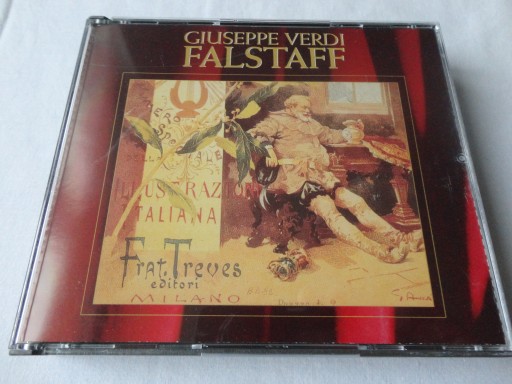 GIUSEPPE VERDI
FALSTAFF
ILLUSTRAZIONE
ITALIANA
Frat. Treves
editori
MILANO